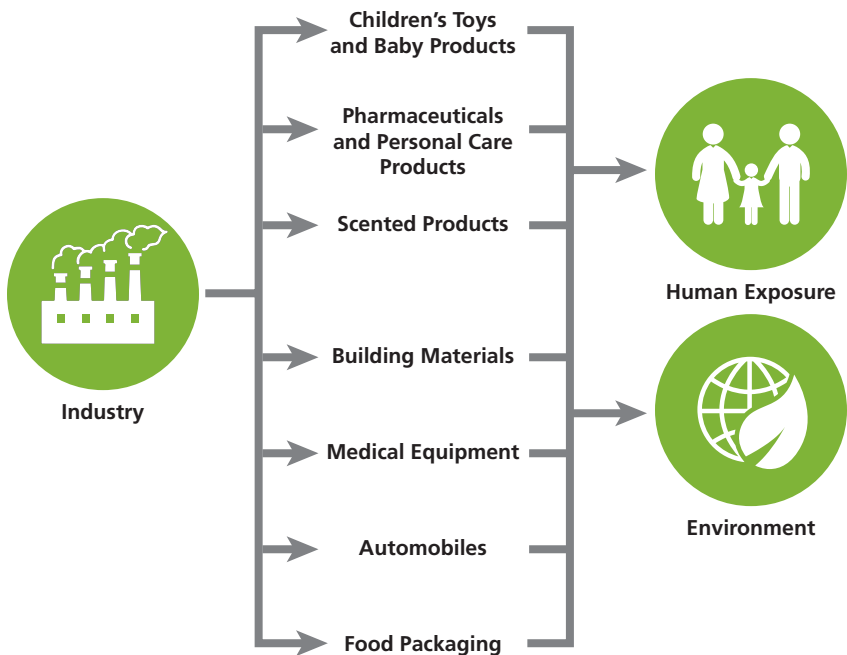 Industry
Children's Toys
and Baby Products
Pharmaceuticals
and Personal Care
Products
Scented Products
Building Materials
Medical Equipment
Automobiles
Food Packaging
Human Exposure
Environment